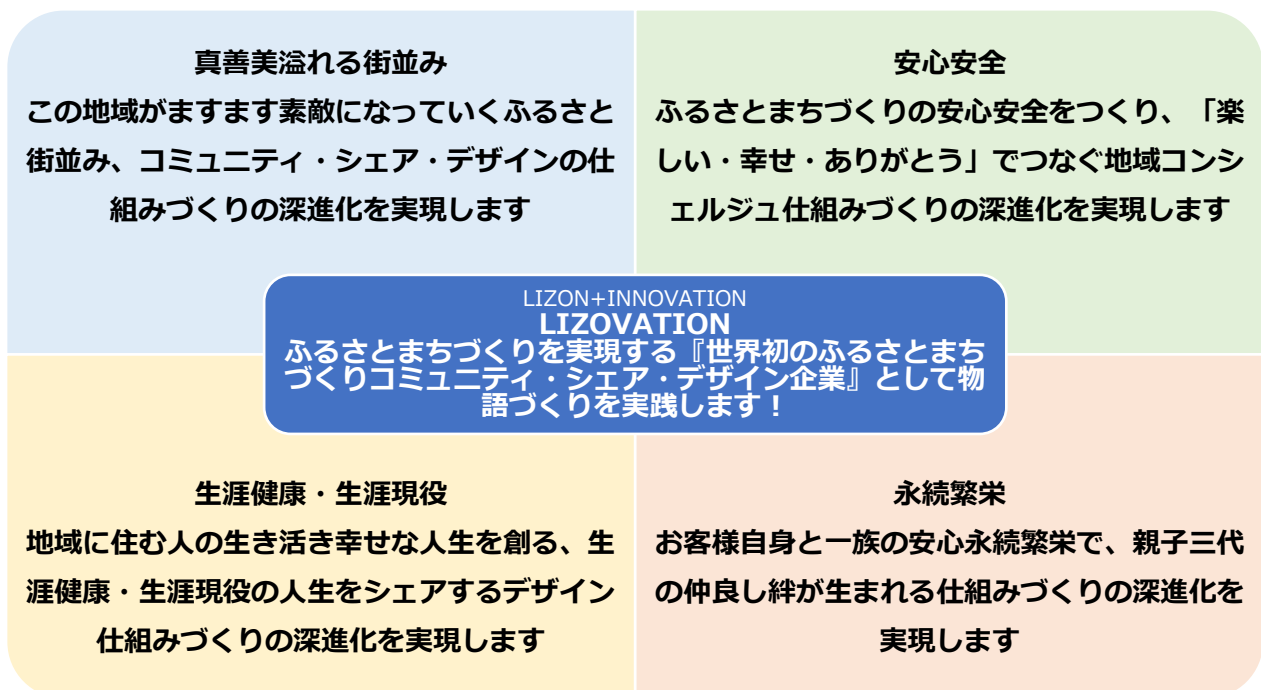 真善美溢れる街並み
この地域がますます素敵になっていくふるさと
街並み、コミュニティ・シェア・デザインの仕
組みづくりの深進化を実現します
安心安全
ふるさとまちづくりの安心安全をつくり、「楽
しい・幸せ・ありがとう」でつなぐ地域コンシ
ェルジュ仕組みづくりの深進化を実現します
LIZON+INNOVATION
LIZOVATION
ふるさとまちづくりを実現する『世界初のふるさとまち
づくりコミュニティ・シェア・デザイン企業』として物
語づくりを実践します！
生涯健康・生涯現役
地域に住む人の生き活き幸せな人生を創る、生
涯健康・生涯現役の人生をシェアするデザイン
仕組みづくりの深進化を実現します
永続繁栄
お客様自身と一族の安心永続繁栄で、親子三代
の仲良し絆が生まれる仕組みづくりの深進化を
実現します